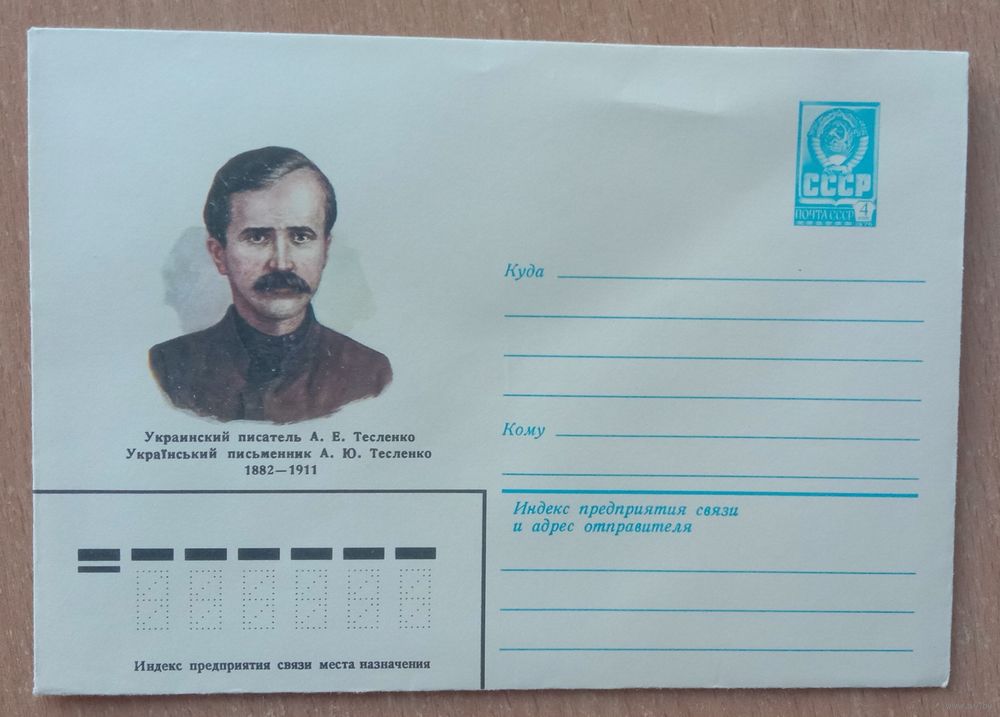 СССР
ПОЧТА СССР 4
Украинский писатель А. Е. Тесленко
Український письменник А. Ю. Тесленко
1882—1911
Куда
Кому
Индекс предприятия связи
и адрес отправителя
Индекс предприятия связи места назначения